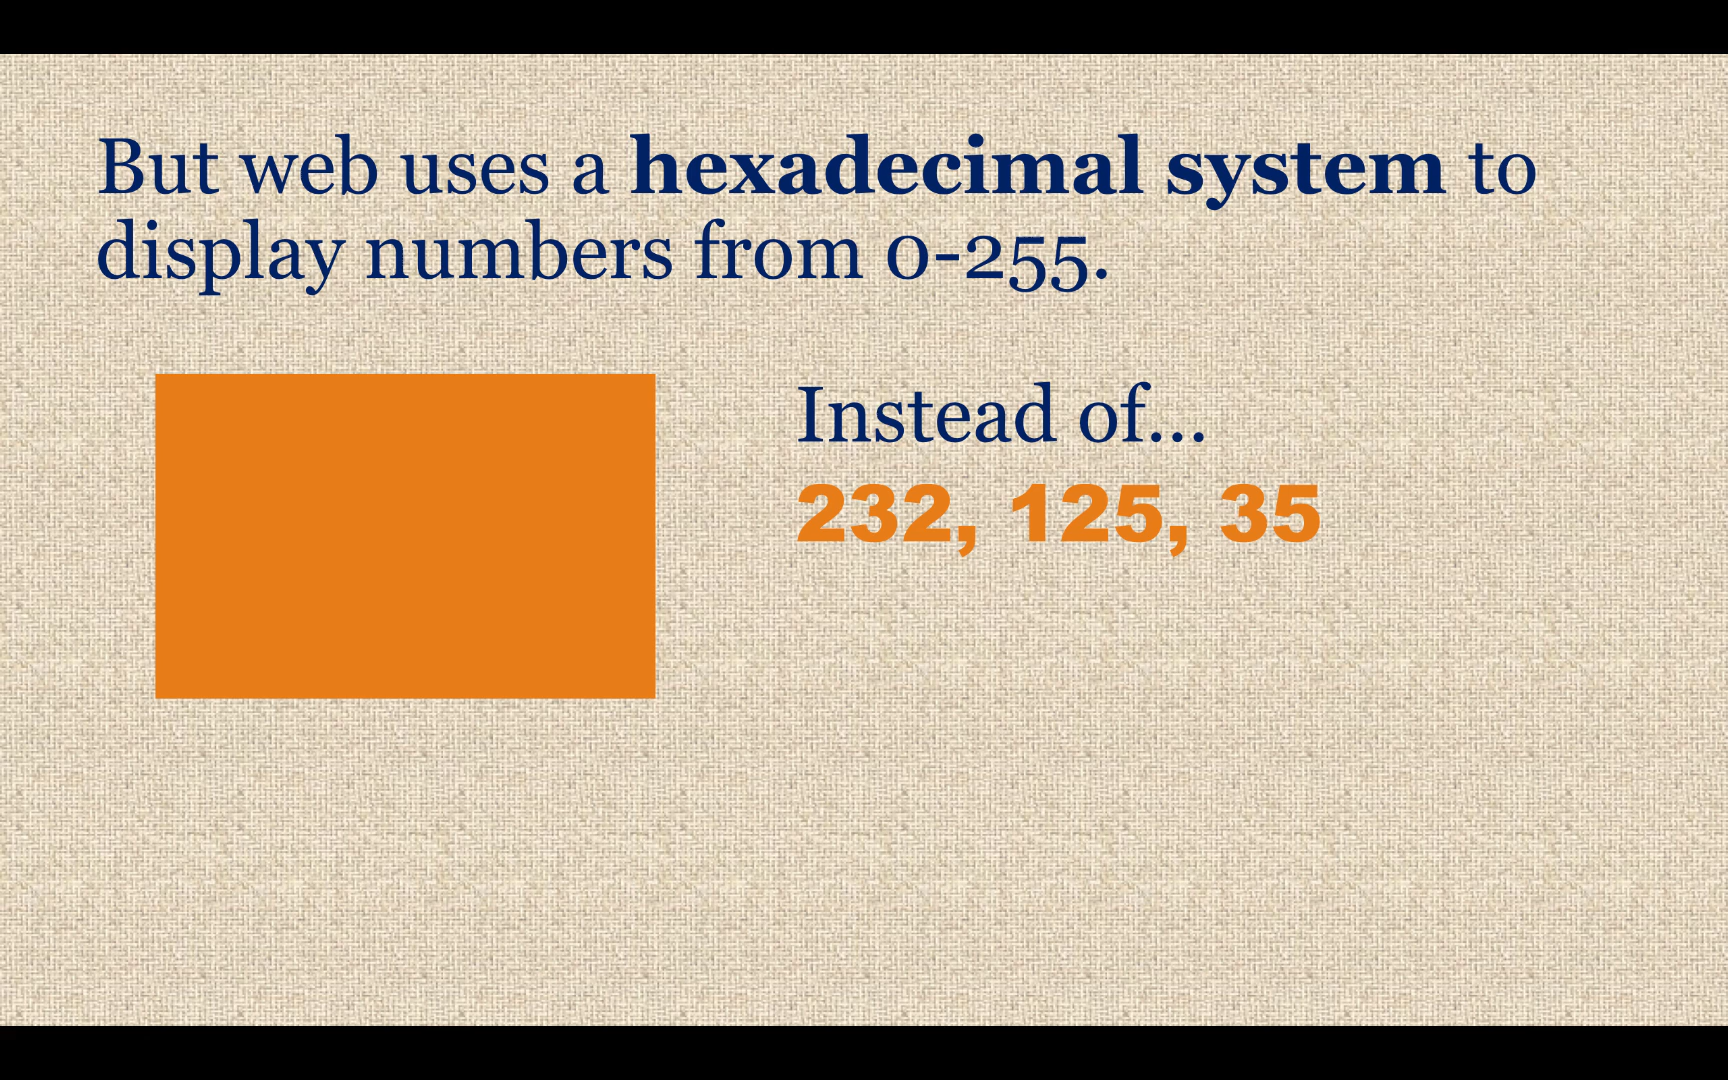 But web uses a hexadecimal system to
display numbers from 0-255.
Instead of...
232, 125, 35